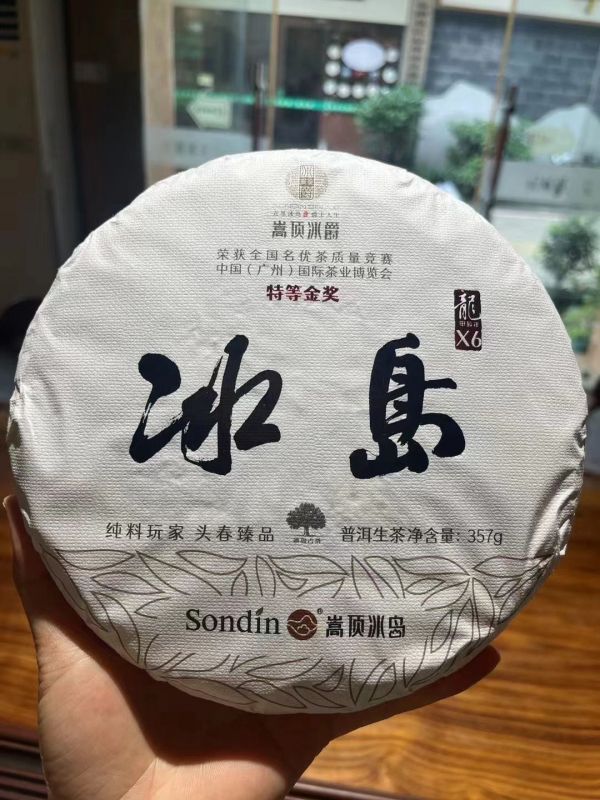 嵩顶冰爵
荣获全国名优茶质量竞赛
中国（广州）国际茶业博览会
特等金奖
龍
X6
冰島
纯料玩家 头春臻品
普洱生茶净含量：357g
Sondin® 嵩顶冰岛